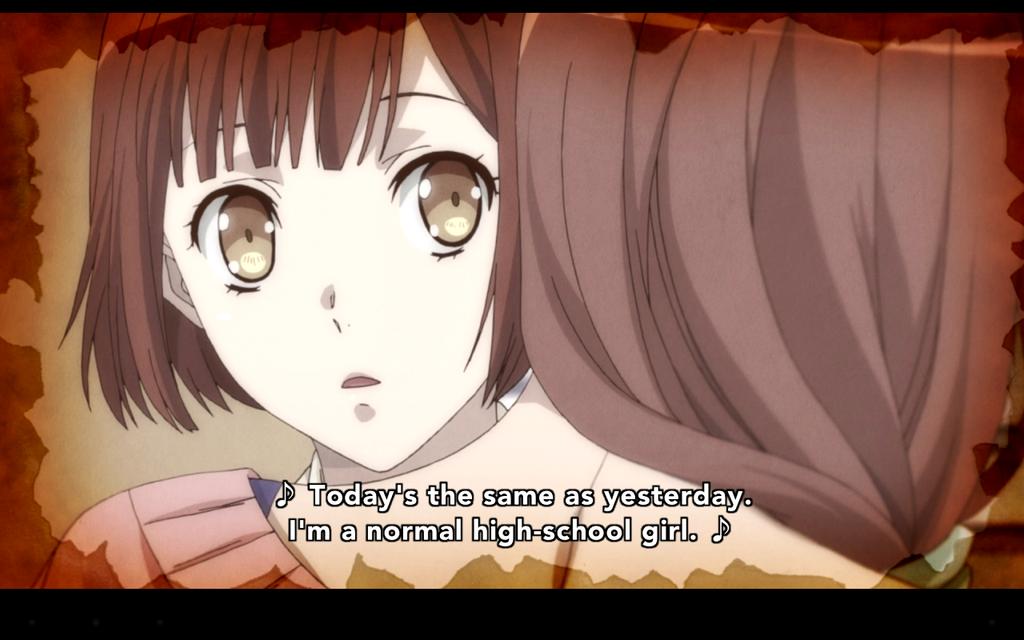 ♪ Today's the same as yesterday.
I'm a normal high-school girl. ♪